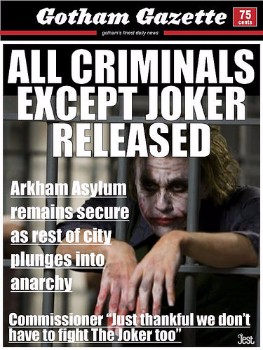 Gotham Gazette
75
cents
gotham's finest daily news
ALL CRIMINALS
EXCEPT JOKER
RELEASED
Arkham Asylum
remains secure
as rest of city
plunges into
anarchy
Commissioner “Just thankful we don’t
have to fight The Joker too”
Jest